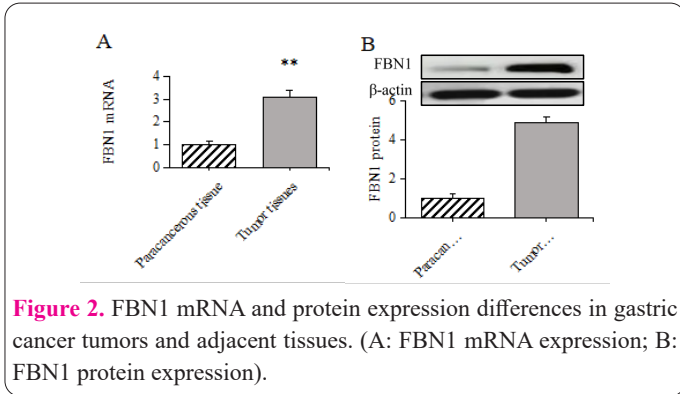 A
**
FBN1 mRNA
4
3
2
1
0
Paracancerous tissue
Tumor tissues
B
FBN1
β-actin
FBN1 protein
6
4
2
0
Paracan...
Tumor...
Figure 2. FBN1 mRNA and protein expression differences in gastric
cancer tumors and adjacent tissues. (A: FBN1 mRNA expression; B:
FBN1 protein expression).